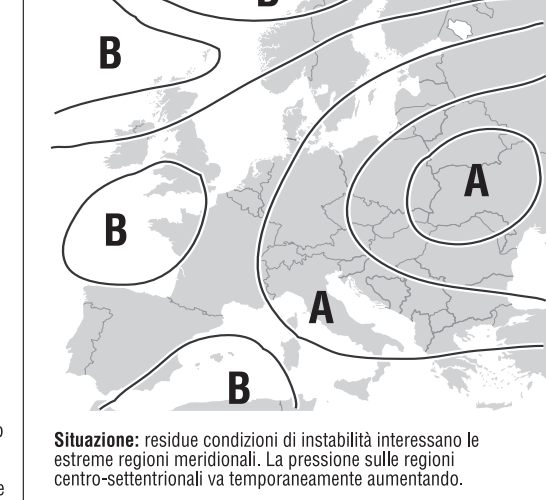 B
B
A
B
A
B
Situazione: residue condizioni di instabilità interessano le
estreme regioni meridionali. La pressione sulle regioni
centro-settentrionali va temporaneamente aumentando.
o
e